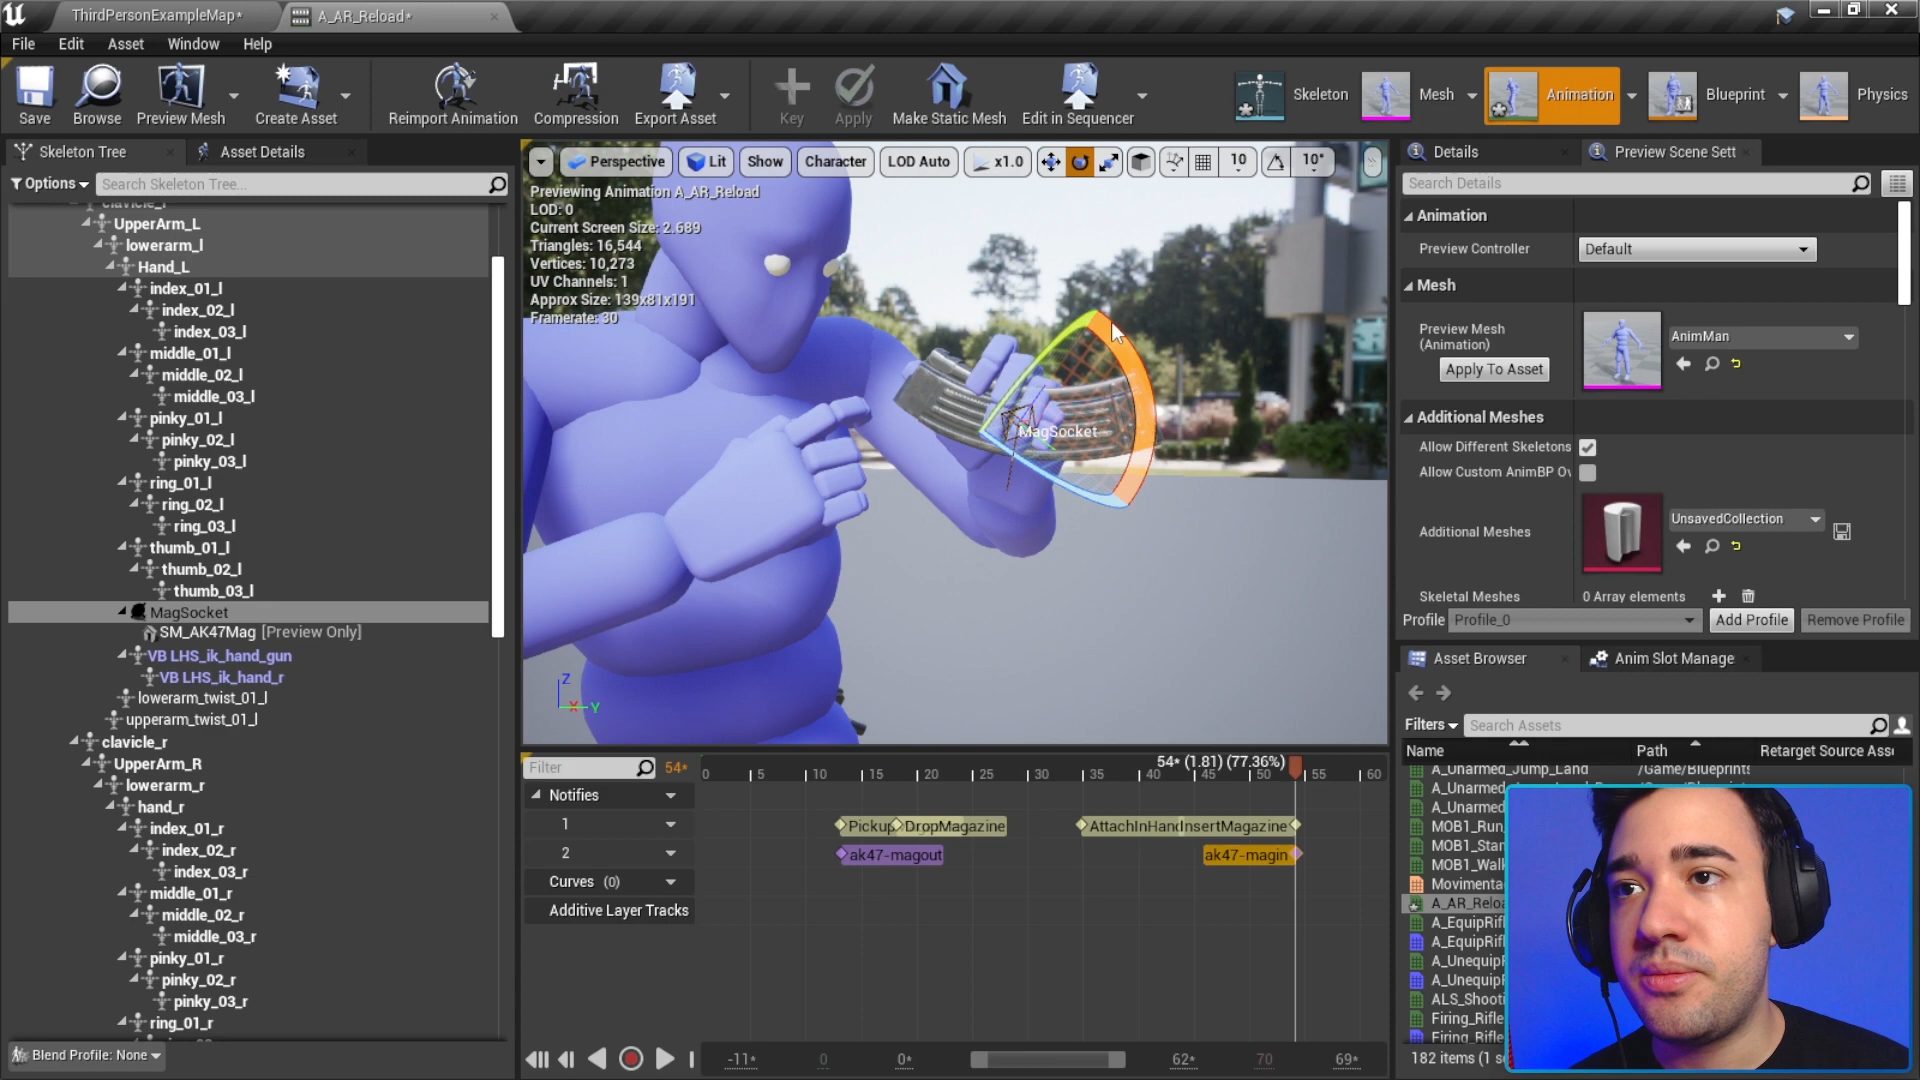 ThirdPersonExampleMap*
A_AR_Reload*
File Edit Asset Window Help
Save
Browse
Preview Mesh
Create Asset
Reimport Animation
Compression
Export Asset
Key
Apply
Make Static Mesh
Edit in Sequencer
Skeleton
Mesh
Animation
Blueprint
Physics
Skeleton Tree
Asset Details
Options
Search Skeleton Tree...
UpperArm_L
lowerarm_l
Hand_L
index_01_l
index_02_l
index_03_l
middle_01_l
middle_02_l
middle_03_l
pinky_01_l
pinky_02_l
pinky_03_l
ring_01_l
ring_02_l
ring_03_l
thumb_01_l
thumb_02_l
thumb_03_l
MagSocket
SM_AK47Mag [Preview Only]
VB LHS_ik_hand_gun
VB LHS_ik_hand_r
lowerarm_twist_01_l
upperarm_twist_01_l
clavicle_r
UpperArm_R
lowerarm_r
hand_r
index_01_r
index_02_r
index_03_r
middle_01_r
middle_02_r
middle_03_r
pinky_01_r
pinky_02_r
pinky_03_r
ring_01_r
Blend Profile: None
Perspective Lit Show Character LOD Auto x1.0 10 10°
Previewing Animation A_AR_Reload
LOD: 0
Current Screen Size: 2.689
Triangles: 16,544
Vertices: 10,273
UV Channels: 1
Approx Size: 139x81x191
Framerate: 30
MagSocket
Z
X Y
Filter
54*
54* (1.81) (77.36%)
0 5 10 15 20 25 30 35 40 45 50 55 60
Notifies
1
Pickup DropMagazine AttachInHand InsertMagazine
2
ak47-magout ak47-magin
Curves (0)
Additive Layer Tracks
-11* 0 0* 62* 70 69*
Details
Preview Scene Sett
Search Details
Animation
Preview Controller
Default
Mesh
Preview Mesh
(Animation)
Apply To Asset
AnimMan
Additional Meshes
Allow Different Skeletons
Allow Custom AnimBP Ov
Additional Meshes
UnsavedCollection
Skeletal Meshes
0 Array elements
Profile
Profile_0
Add Profile
Remove Profile
Asset Browser
Anim Slot Manage
Filters
Search Assets
Name Path Retarget Source Asse
A_Unarmed_Jump_Land /Game/Blueprints
A_Unarmed
A_Unarmed
MOB1_Run_
MOB1_Star
MOB1_Walk
Movimenta
A_AR_Reloa
A_EquipRifl
A_EquipRifl
A_UnequipF
A_UnequipF
ALS_Shooti
Firing_Rifle
Firing_Rifle
182 items (1 s